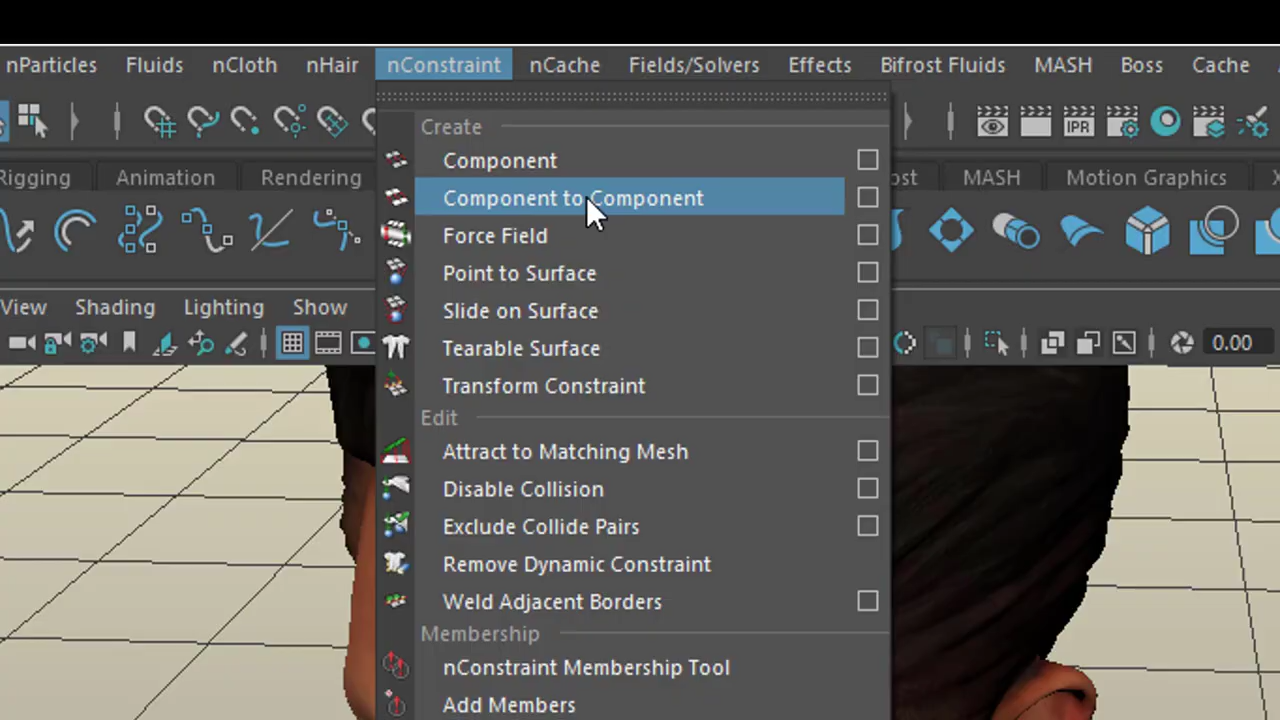 nParticles Fluids nCloth nHair nConstraint nCache Fields/Solvers Effects Bifrost Fluids MASH Boss Cache
IPR
Rigging Animation Rendering MASH Motion Graphics
View Shading Lighting Show
0.00
Create
Component
Component to Component
Force Field
Point to Surface
Slide on Surface
Tearable Surface
Transform Constraint
Edit
Attract to Matching Mesh
Disable Collision
Exclude Collide Pairs
Remove Dynamic Constraint
Weld Adjacent Borders
Membership
nConstraint Membership Tool
Add Members